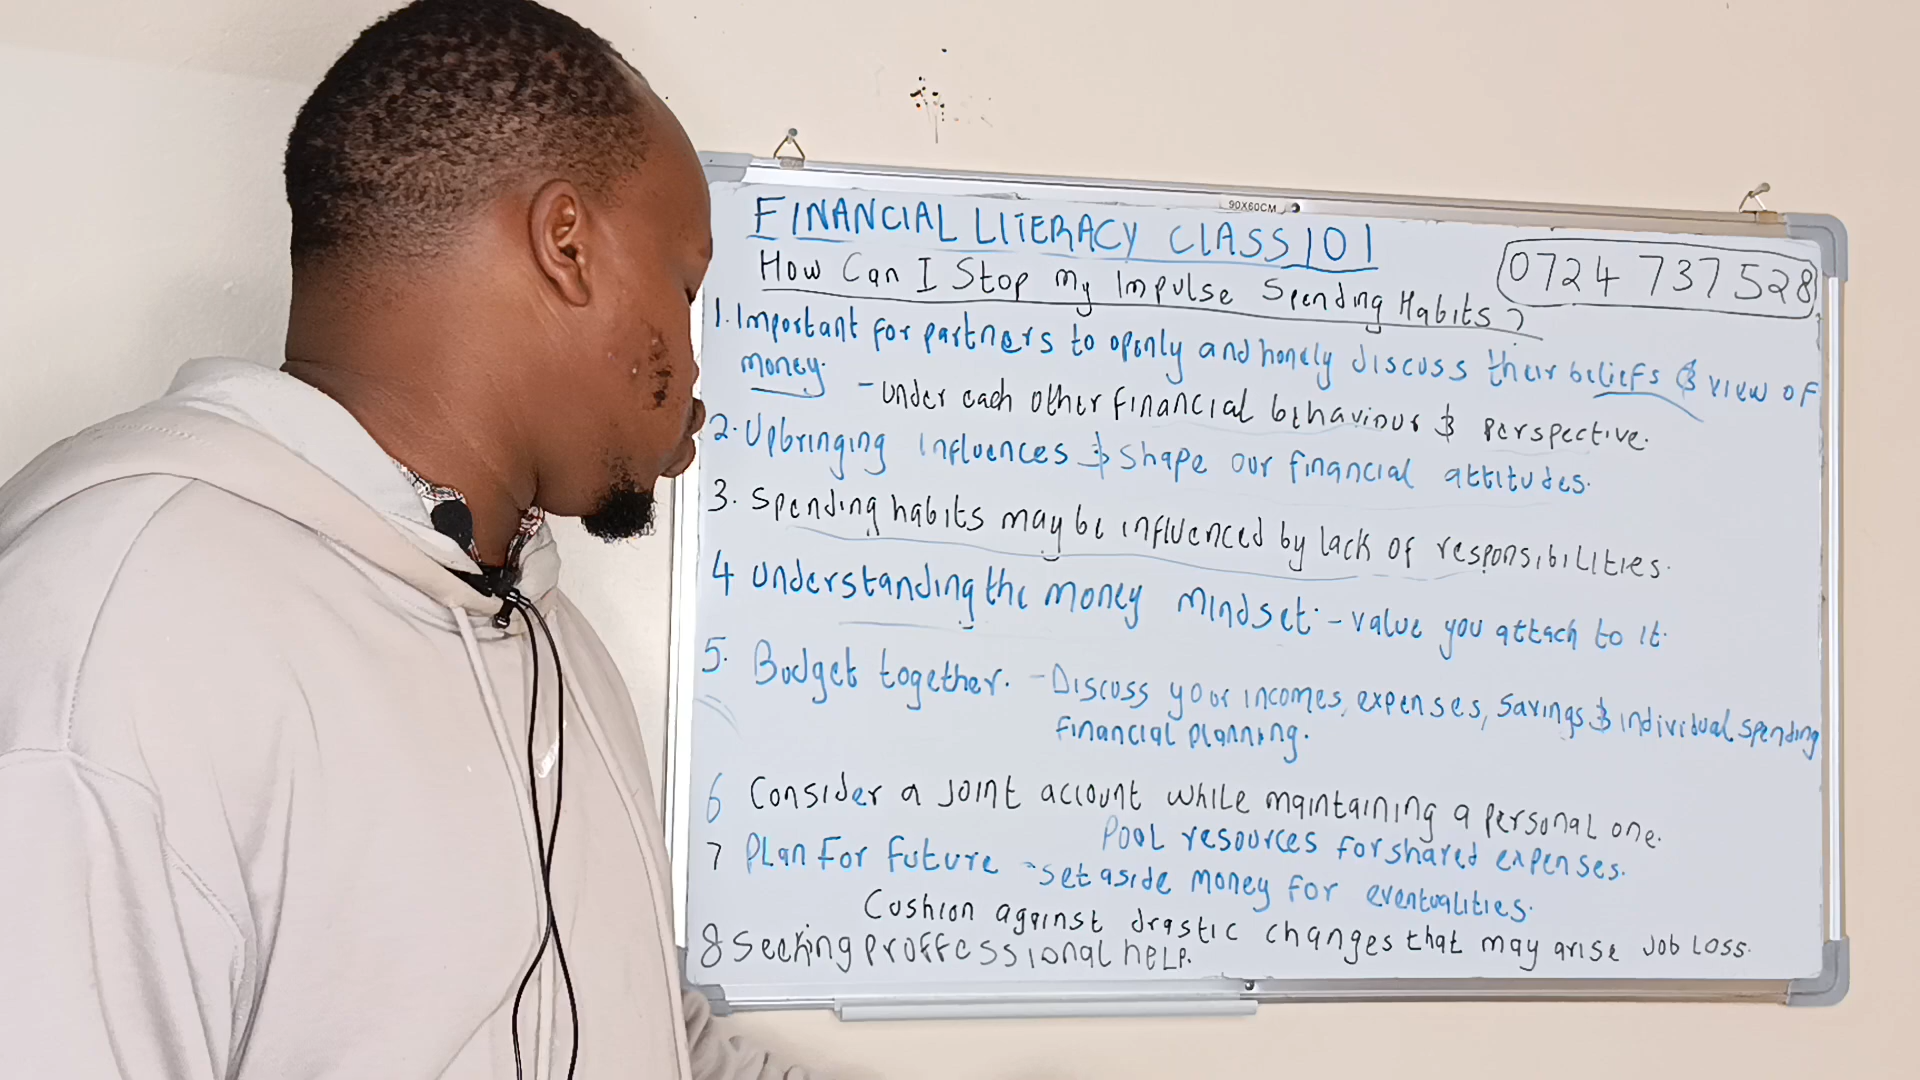 90X60CM
FINANCIAL LITERACY CLASS 101
0724 737 528
How Can I Stop my Impulse Spending Habits?
1. Important for partners to openly and honely discuss their beliefs & view of
money. - under each other financial behaviour & perspective.
2. Upbringing influences & shape our financial attitudes.
3. Spending habits may be influenced by lack of responsibilities.
4 understanding the money mindset - value you attach to it.
5. Budget together. - Discuss your incomes, expenses, savings & individual spending
financial planning.
6 Consider a joint account while maintaining a personal one.
Pool resources for shared expenses.
7 Plan For future - set aside money for eventualities.
Cushion against drastic changes that may arise job loss.
8 Seeking proffessional help.